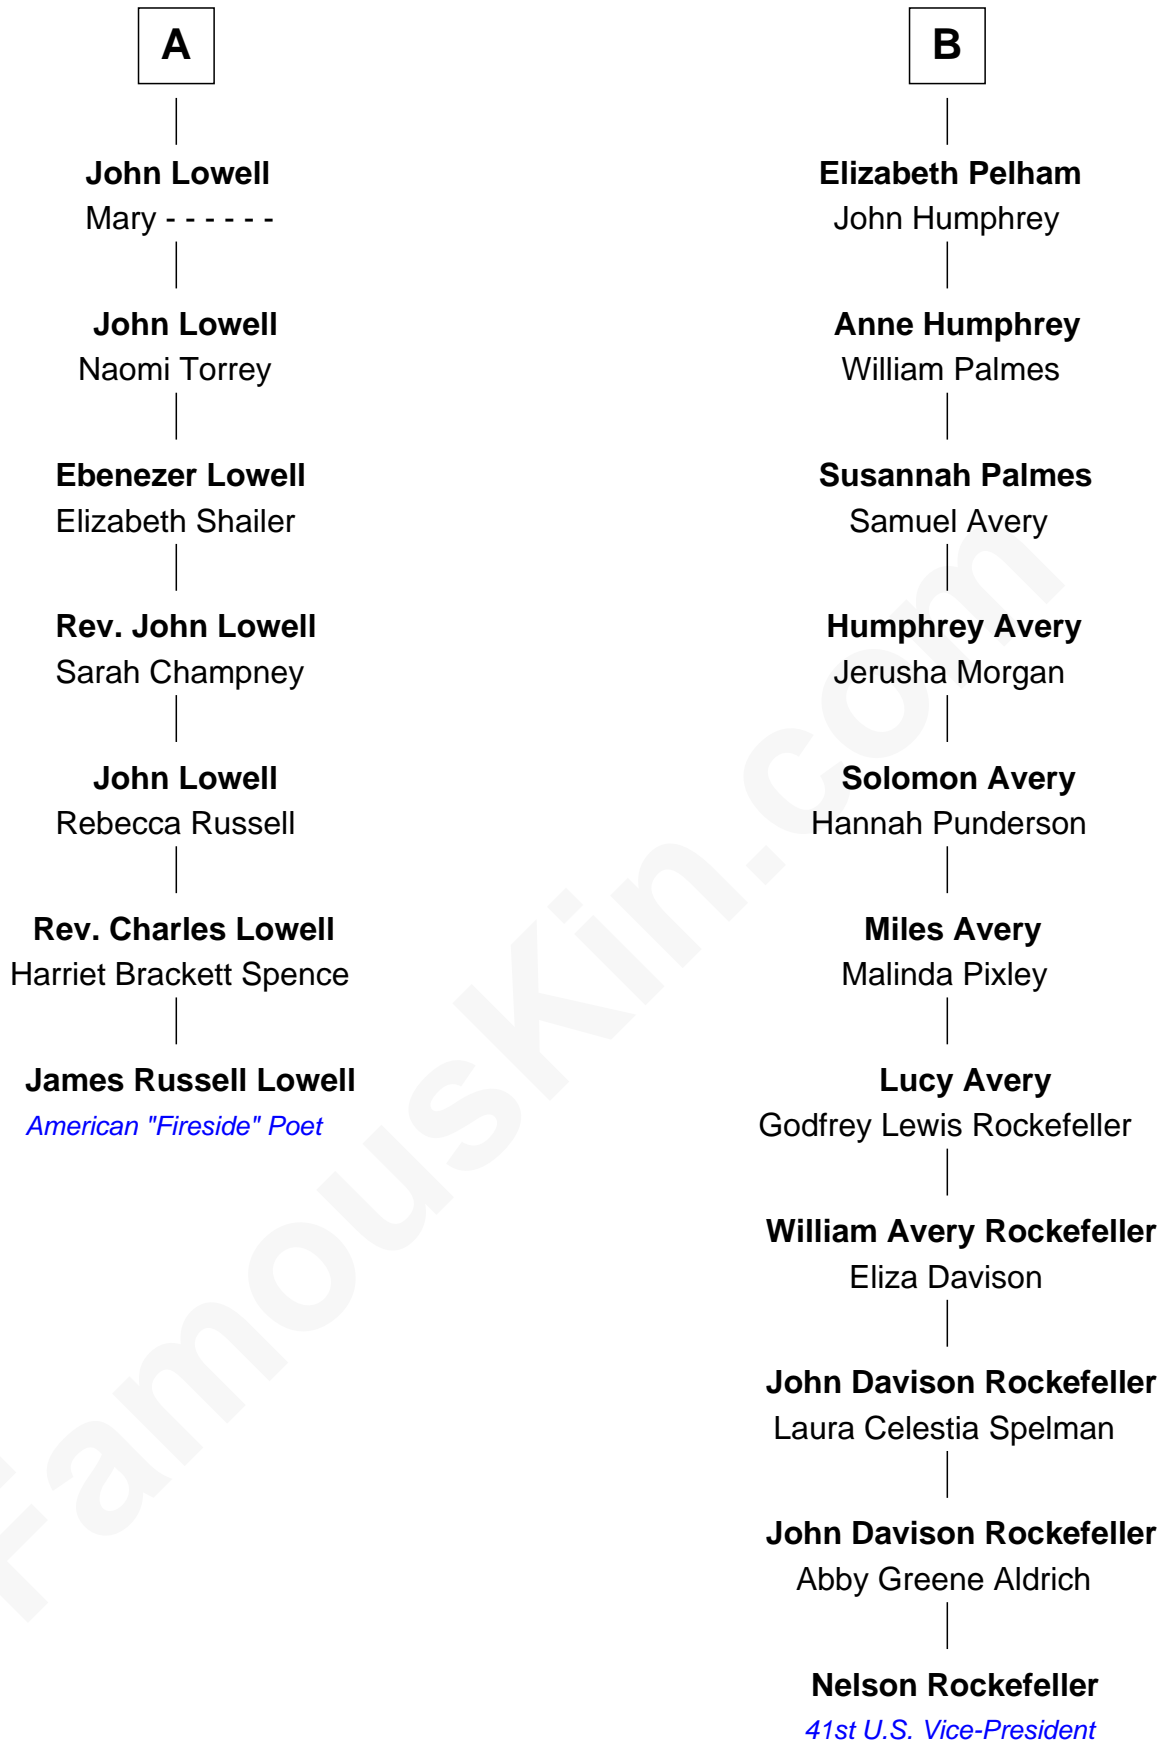 A
John Lowell
Mary - - - - - -
John Lowell
Naomi Torrey
Ebenezer Lowell
Elizabeth Shailer
Rev. John Lowell
Sarah Champney
John Lowell
Rebecca Russell
Rev. Charles Lowell
Harriet Brackett Spence
James Russell Lowell
American "Fireside" Poet
B
Elizabeth Pelham
John Humphrey
Anne Humphrey
William Palmes
Susannah Palmes
Samuel Avery
Humphrey Avery
Jerusha Morgan
Solomon Avery
Hannah Punderson
Miles Avery
Malinda Pixley
Lucy Avery
Godfrey Lewis Rockefeller
William Avery Rockefeller
Eliza Davison
John Davison Rockefeller
Laura Celestia Spelman
John Davison Rockefeller
Abby Greene Aldrich
Nelson Rockefeller
41st U.S. Vice-President
FamousKin.com